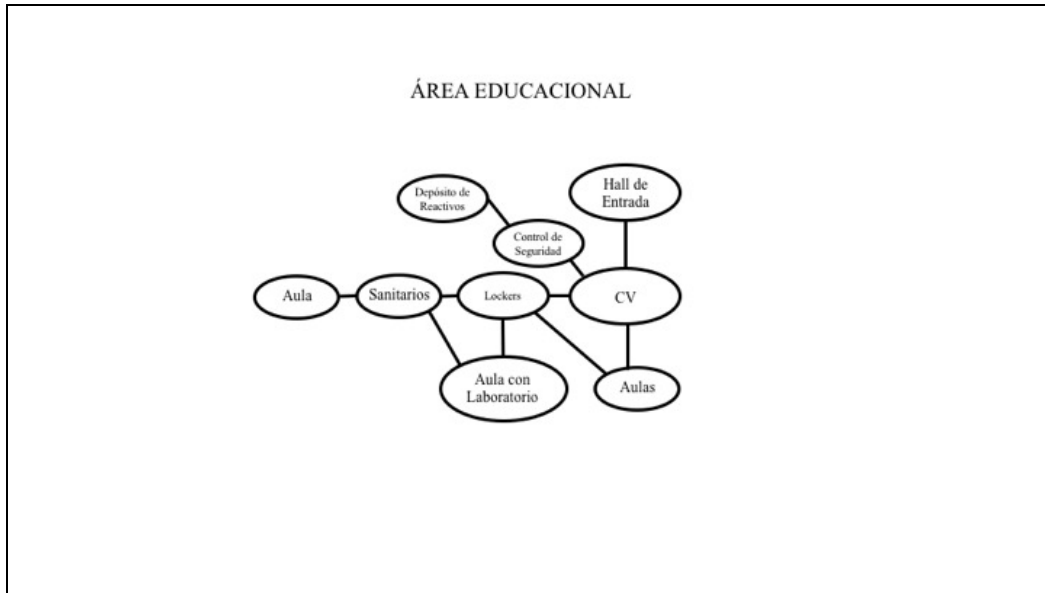 ÁREA EDUCACIONAL
Depósito de
Reactivos
Hall de
Entrada
Control de
Seguridad
Aula
Sanitarios
Lockers
CV
Aula con
Laboratorio
Aulas